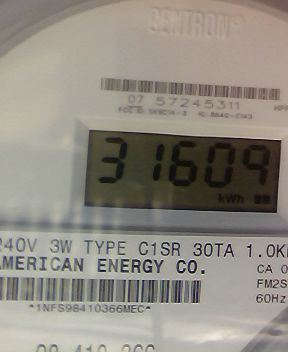 CENTRON®
07 57245311
31609
kWh
240V 3W TYPE C1SR 30TA 1.0K
AMERICAN ENERGY CO.
CA 0
FM2S
60Hz
*1NFS98410366MEC*